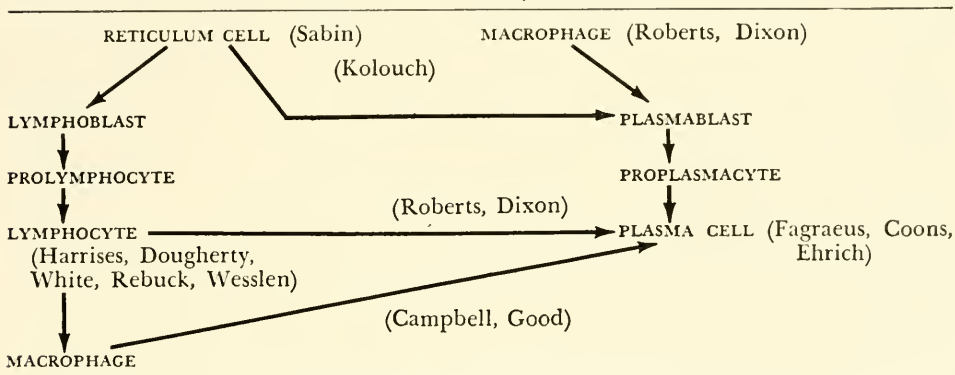 RETICULUM CELL (Sabin)
MACROPHAGE (Roberts, Dixon)
(Kolouch)
LYMPHOBLAST
PLASMABLAST
PROLYMPHOCYTE
PROPLASMACYTE
(Roberts, Dixon)
LYMPHOCYTE
PLASMA CELL (Fagraeus, Coons,
Ehrich)
(Harrises, Dougherty,
White, Rebuck, Wesslen)
(Campbell, Good)
MACROPHAGE